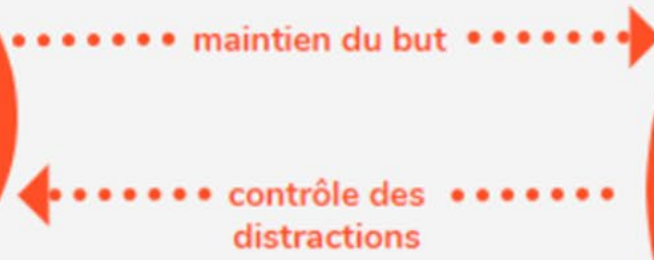 maintien du but
contrôle des
distractions